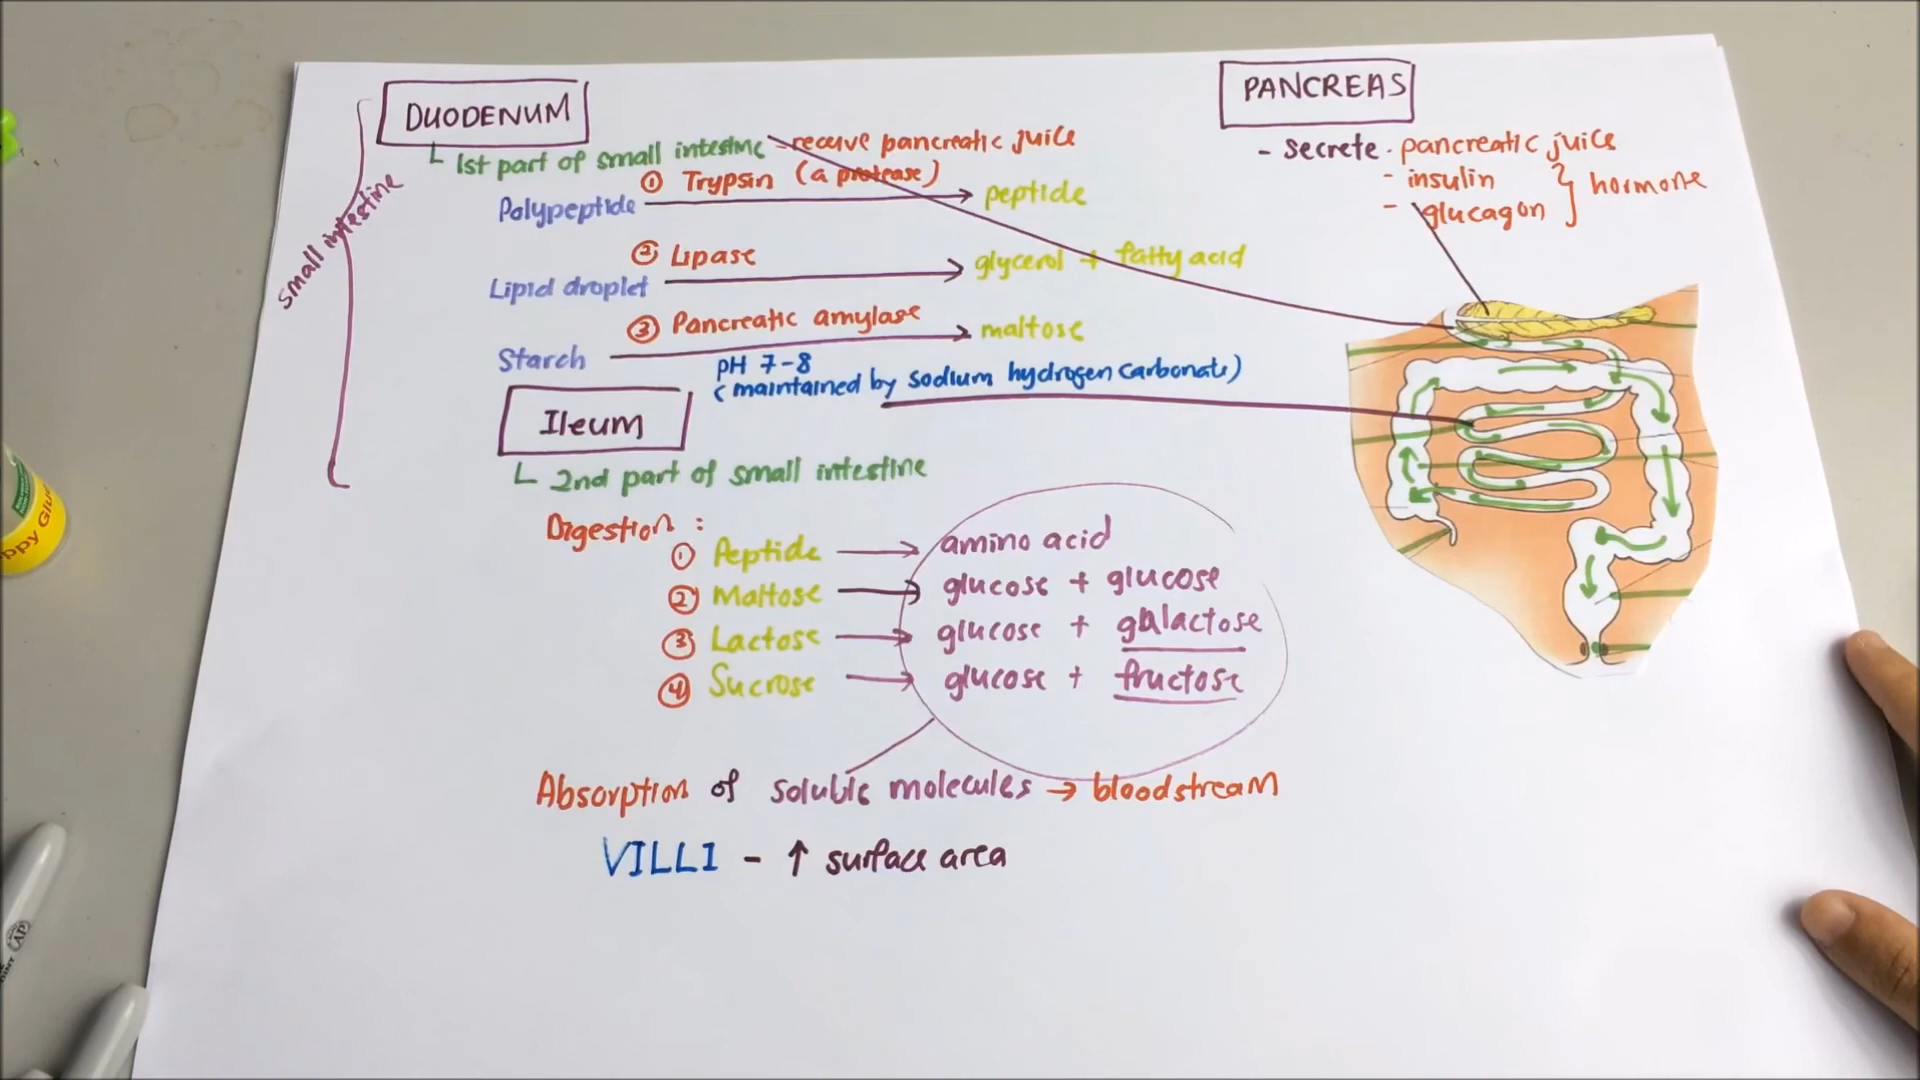 DUODENUM
small intestine
└ 1st part of small intestine - receive pancreatic juice
① Trypsin (a protease)
Polypeptide → peptide
② Lipase
Lipid droplet → glycerol + fatty acid
③ Pancreatic amylase
Starch → maltose
pH 7-8
(maintained by sodium hydrogen carbonate)
Ileum
└ 2nd part of small intestine
Digestion :
① Peptide → amino acid
② Maltose → glucose + glucose
③ Lactose → glucose + galactose
④ Sucrose → glucose + fructose
Absorption of soluble molecules → bloodstream
VILLI - ↑ surface area
PANCREAS
- secrete - pancreatic juice
- insulin } hormone
- glucagon
ppy Glu